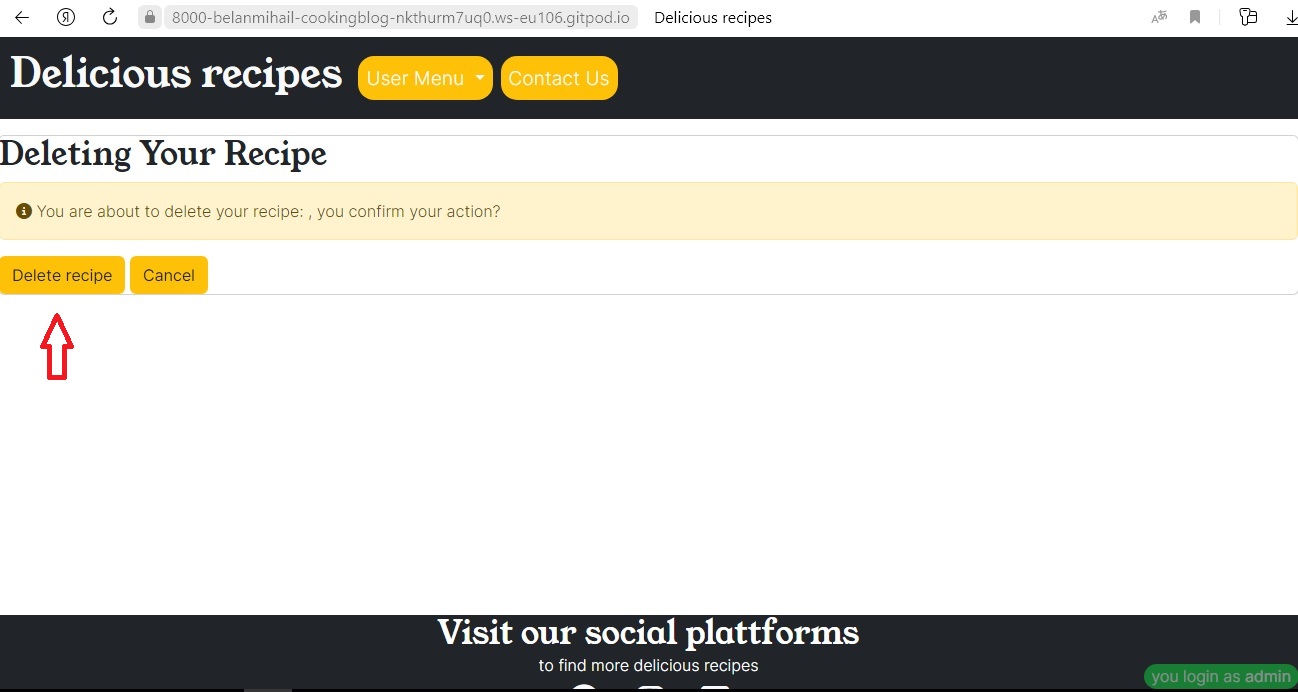 8000-belanmihail-cookingblog-nkthurm7uq0.ws-eu106.gitpod.io Delicious recipes
Delicious recipes User Menu Contact Us
Deleting Your Recipe
You are about to delete your recipe: , you confirm your action?
Delete recipe Cancel
Visit our social plattforms
to find more delicious recipes
you login as admin